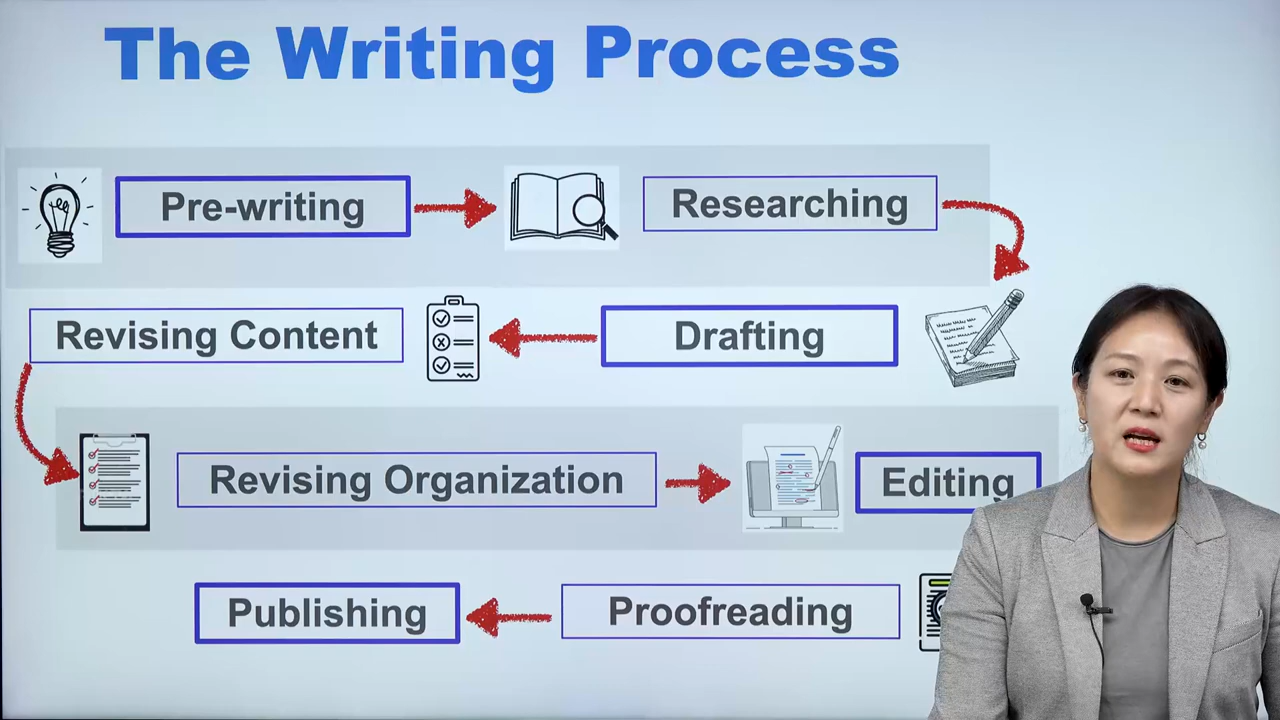 The Writing Process
Pre-writing
Researching
Drafting
Revising Content
Revising Organization
Editing
Proofreading
Publishing